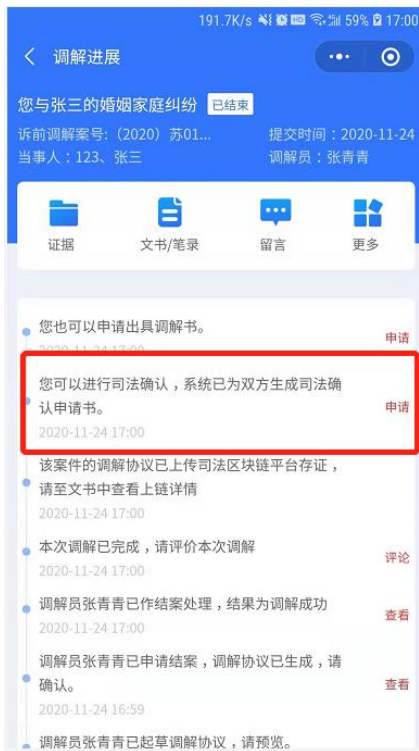 191.7K/s HD 59% 17:00
调解进展
您与张三的婚姻家庭纠纷 已结束
诉前调解案号:（2020）苏01... 提交时间：2020-11-24
当事人：123、张三 调解员：张青青
证据 文书/笔录 留言 更多
您也可以申请出具调解书。
申请
2020-11-24 17:00
您可以进行司法确认，系统已为双方生成司法确
认申请书。 申请
2020-11-24 17:00
该案件的调解协议已上传司法区块链平台存证，
请至文书中查看上链详情
2020-11-24 17:00
本次调解已完成，请评价本次调解
评论
2020-11-24 17:00
调解员张青青已作结案处理，结果为调解成功
查看
2020-11-24 17:00
调解员张青青已申请结案，调解协议已生成，请
确认。 查看
2020-11-24 16:59
调解员张青青已起草调解协议，请预览。